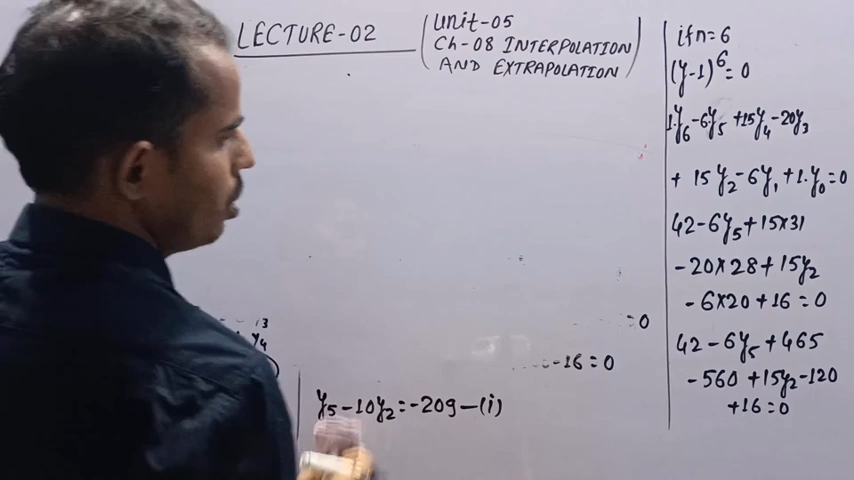 LECTURE-02
Unit-05
Ch-08 INTERPOLATION
AND EXTRAPOLATION
=0
-16=0
y₅-10y₂=-209-(i)
3
y₄
if n=6
(y-1)⁶=0
1.y₆-6y₅+15y₄-20y₃
+15y₂-6y₁+1.y₀=0
42-6y₅+15×31
-20×28+15y₂
-6×20+16=0
42-6y₅+465
-560+15y₂-120
+16=0